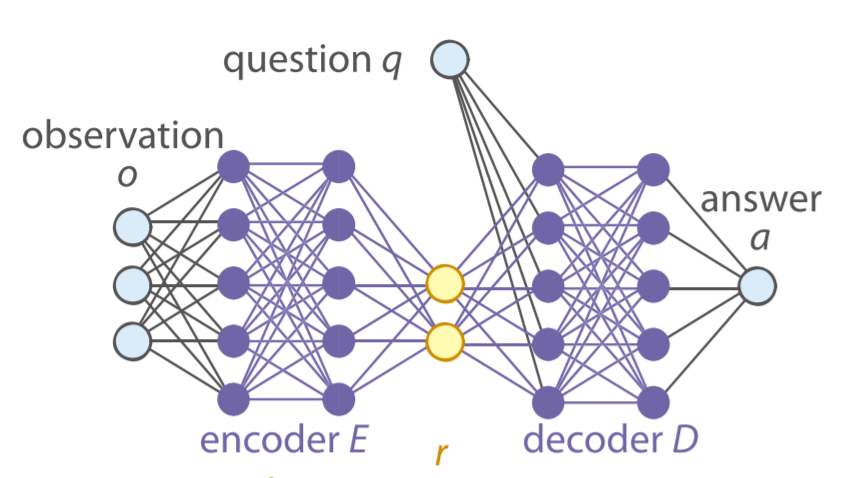 question q
observation
o
answer
a
encoder E
decoder D
r